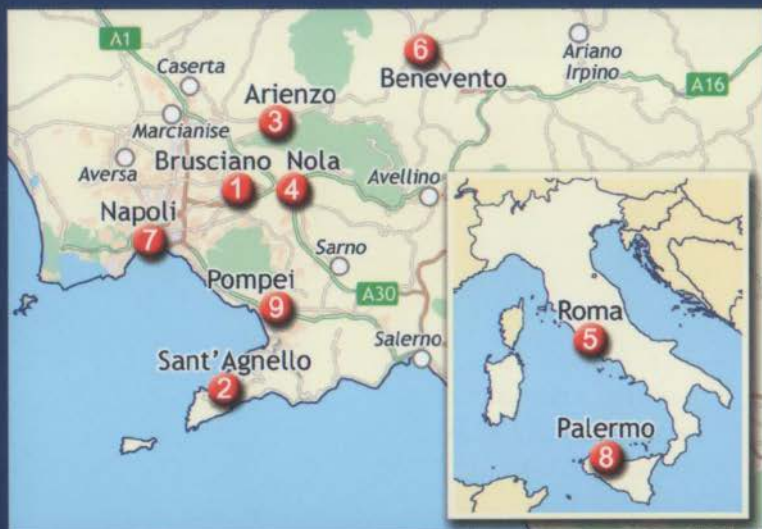 A1
6
Ariano
Irpino
Caserta
Benevento
A16
Arienzo
3
Marcianise
Brusciano
Nola
Aversa
1
4
Avellino
Napoli
7
Sarno
Pompei
A30
9
Salerno
Sant'Agnello
2
Roma
5
Palermo
8